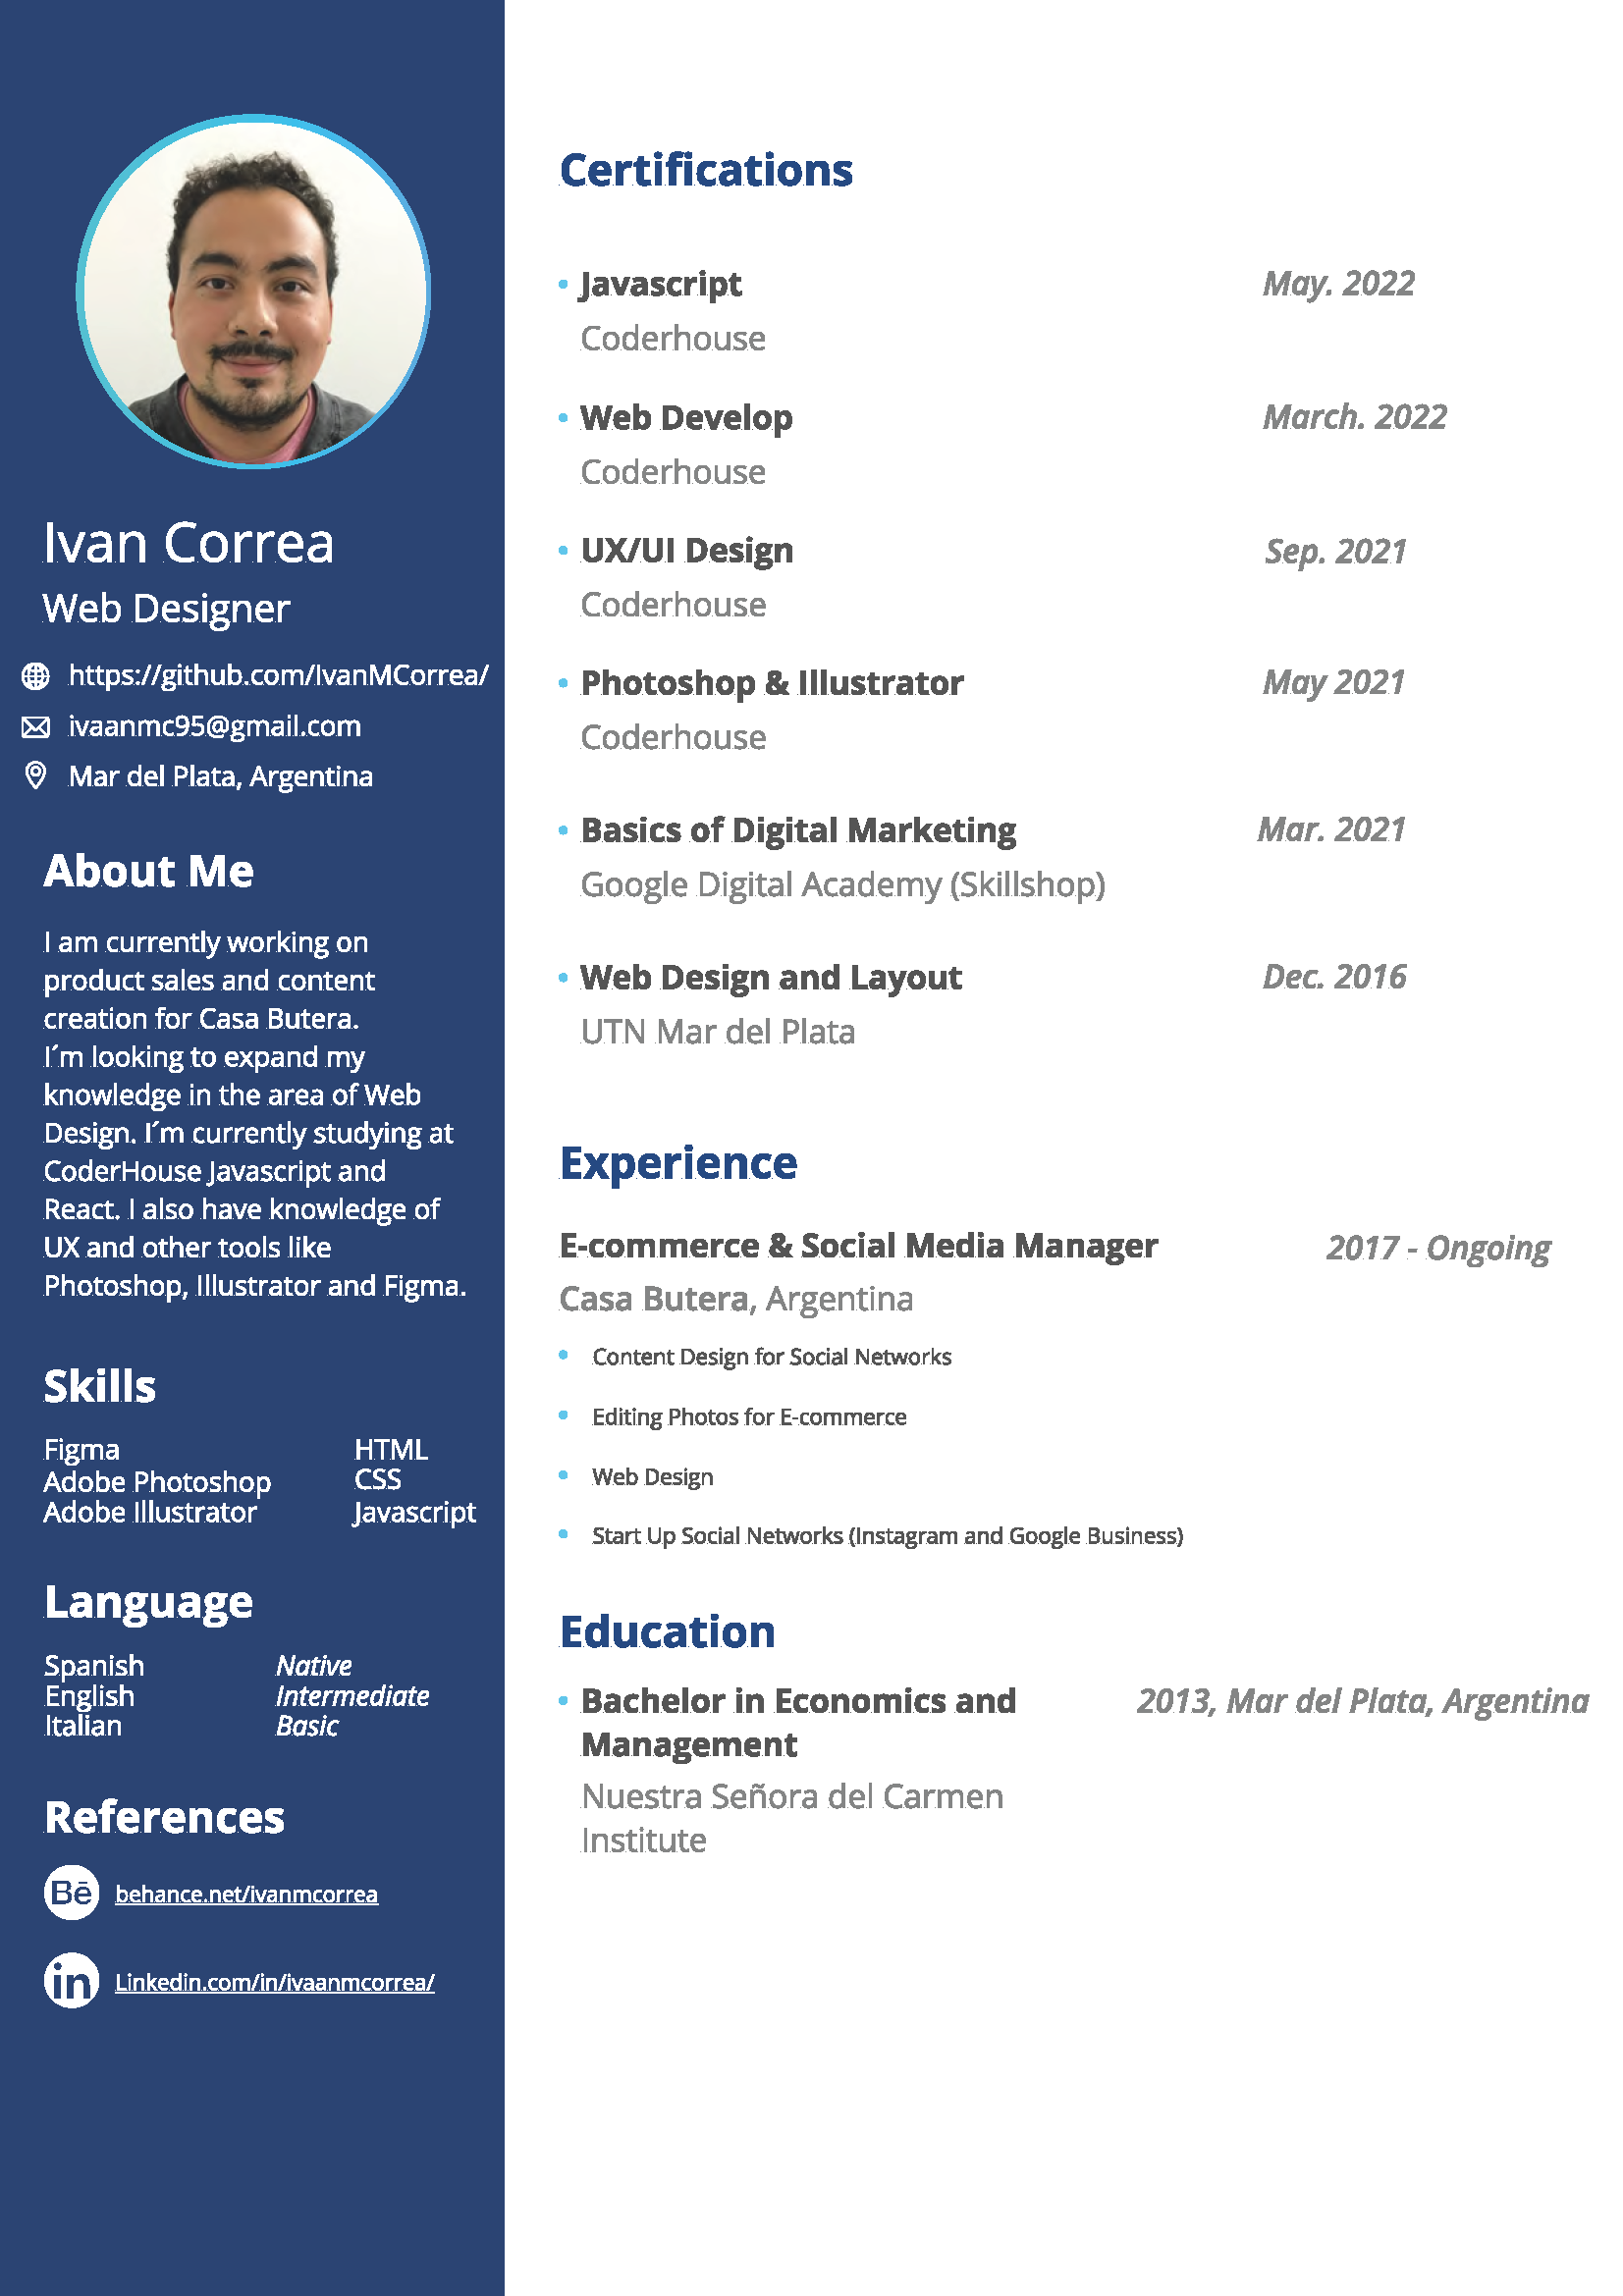 Ivan Correa
Web Designer
https://github.com/IvanMCorrea/
ivaanmc95@gmail.com
Mar del Plata, Argentina
About Me
I am currently working on
product sales and content
creation for Casa Butera.
I´m looking to expand my
knowledge in the area of Web
Design. I´m currently studying at
CoderHouse Javascript and
React. I also have knowledge of
UX and other tools like
Photoshop, Illustrator and Figma.
Skills
Figma HTML
Adobe Photoshop CSS
Adobe Illustrator Javascript
Language
Spanish Native
English Intermediate
Italian Basic
References
Bē behance.net/ivanmcorrea
in Linkedin.com/in/ivaanmcorrea/
Certifications
• Javascript May. 2022
Coderhouse
• Web Develop March. 2022
Coderhouse
• UX/UI Design Sep. 2021
Coderhouse
• Photoshop & Illustrator May 2021
Coderhouse
• Basics of Digital Marketing Mar. 2021
Google Digital Academy (Skillshop)
• Web Design and Layout Dec. 2016
UTN Mar del Plata
Experience
E-commerce & Social Media Manager 2017 - Ongoing
Casa Butera, Argentina
• Content Design for Social Networks
• Editing Photos for E-commerce
• Web Design
• Start Up Social Networks (Instagram and Google Business)
Education
• Bachelor in Economics and 2013, Mar del Plata, Argentina
Management
Nuestra Señora del Carmen
Institute